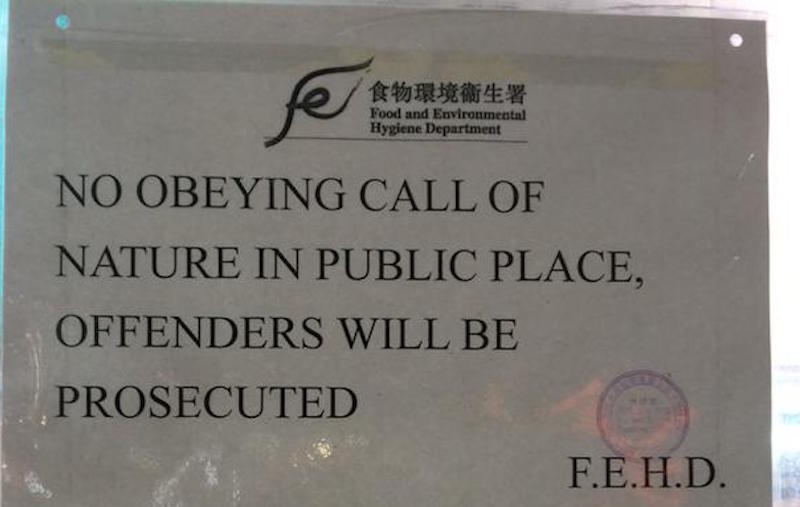 食物環境衞生署
Food and Environmental
Hygiene Department
NO OBEYING CALL OF
NATURE IN PUBLIC PLACE,
OFFENDERS WILL BE
PROSECUTED
F.E.H.D.